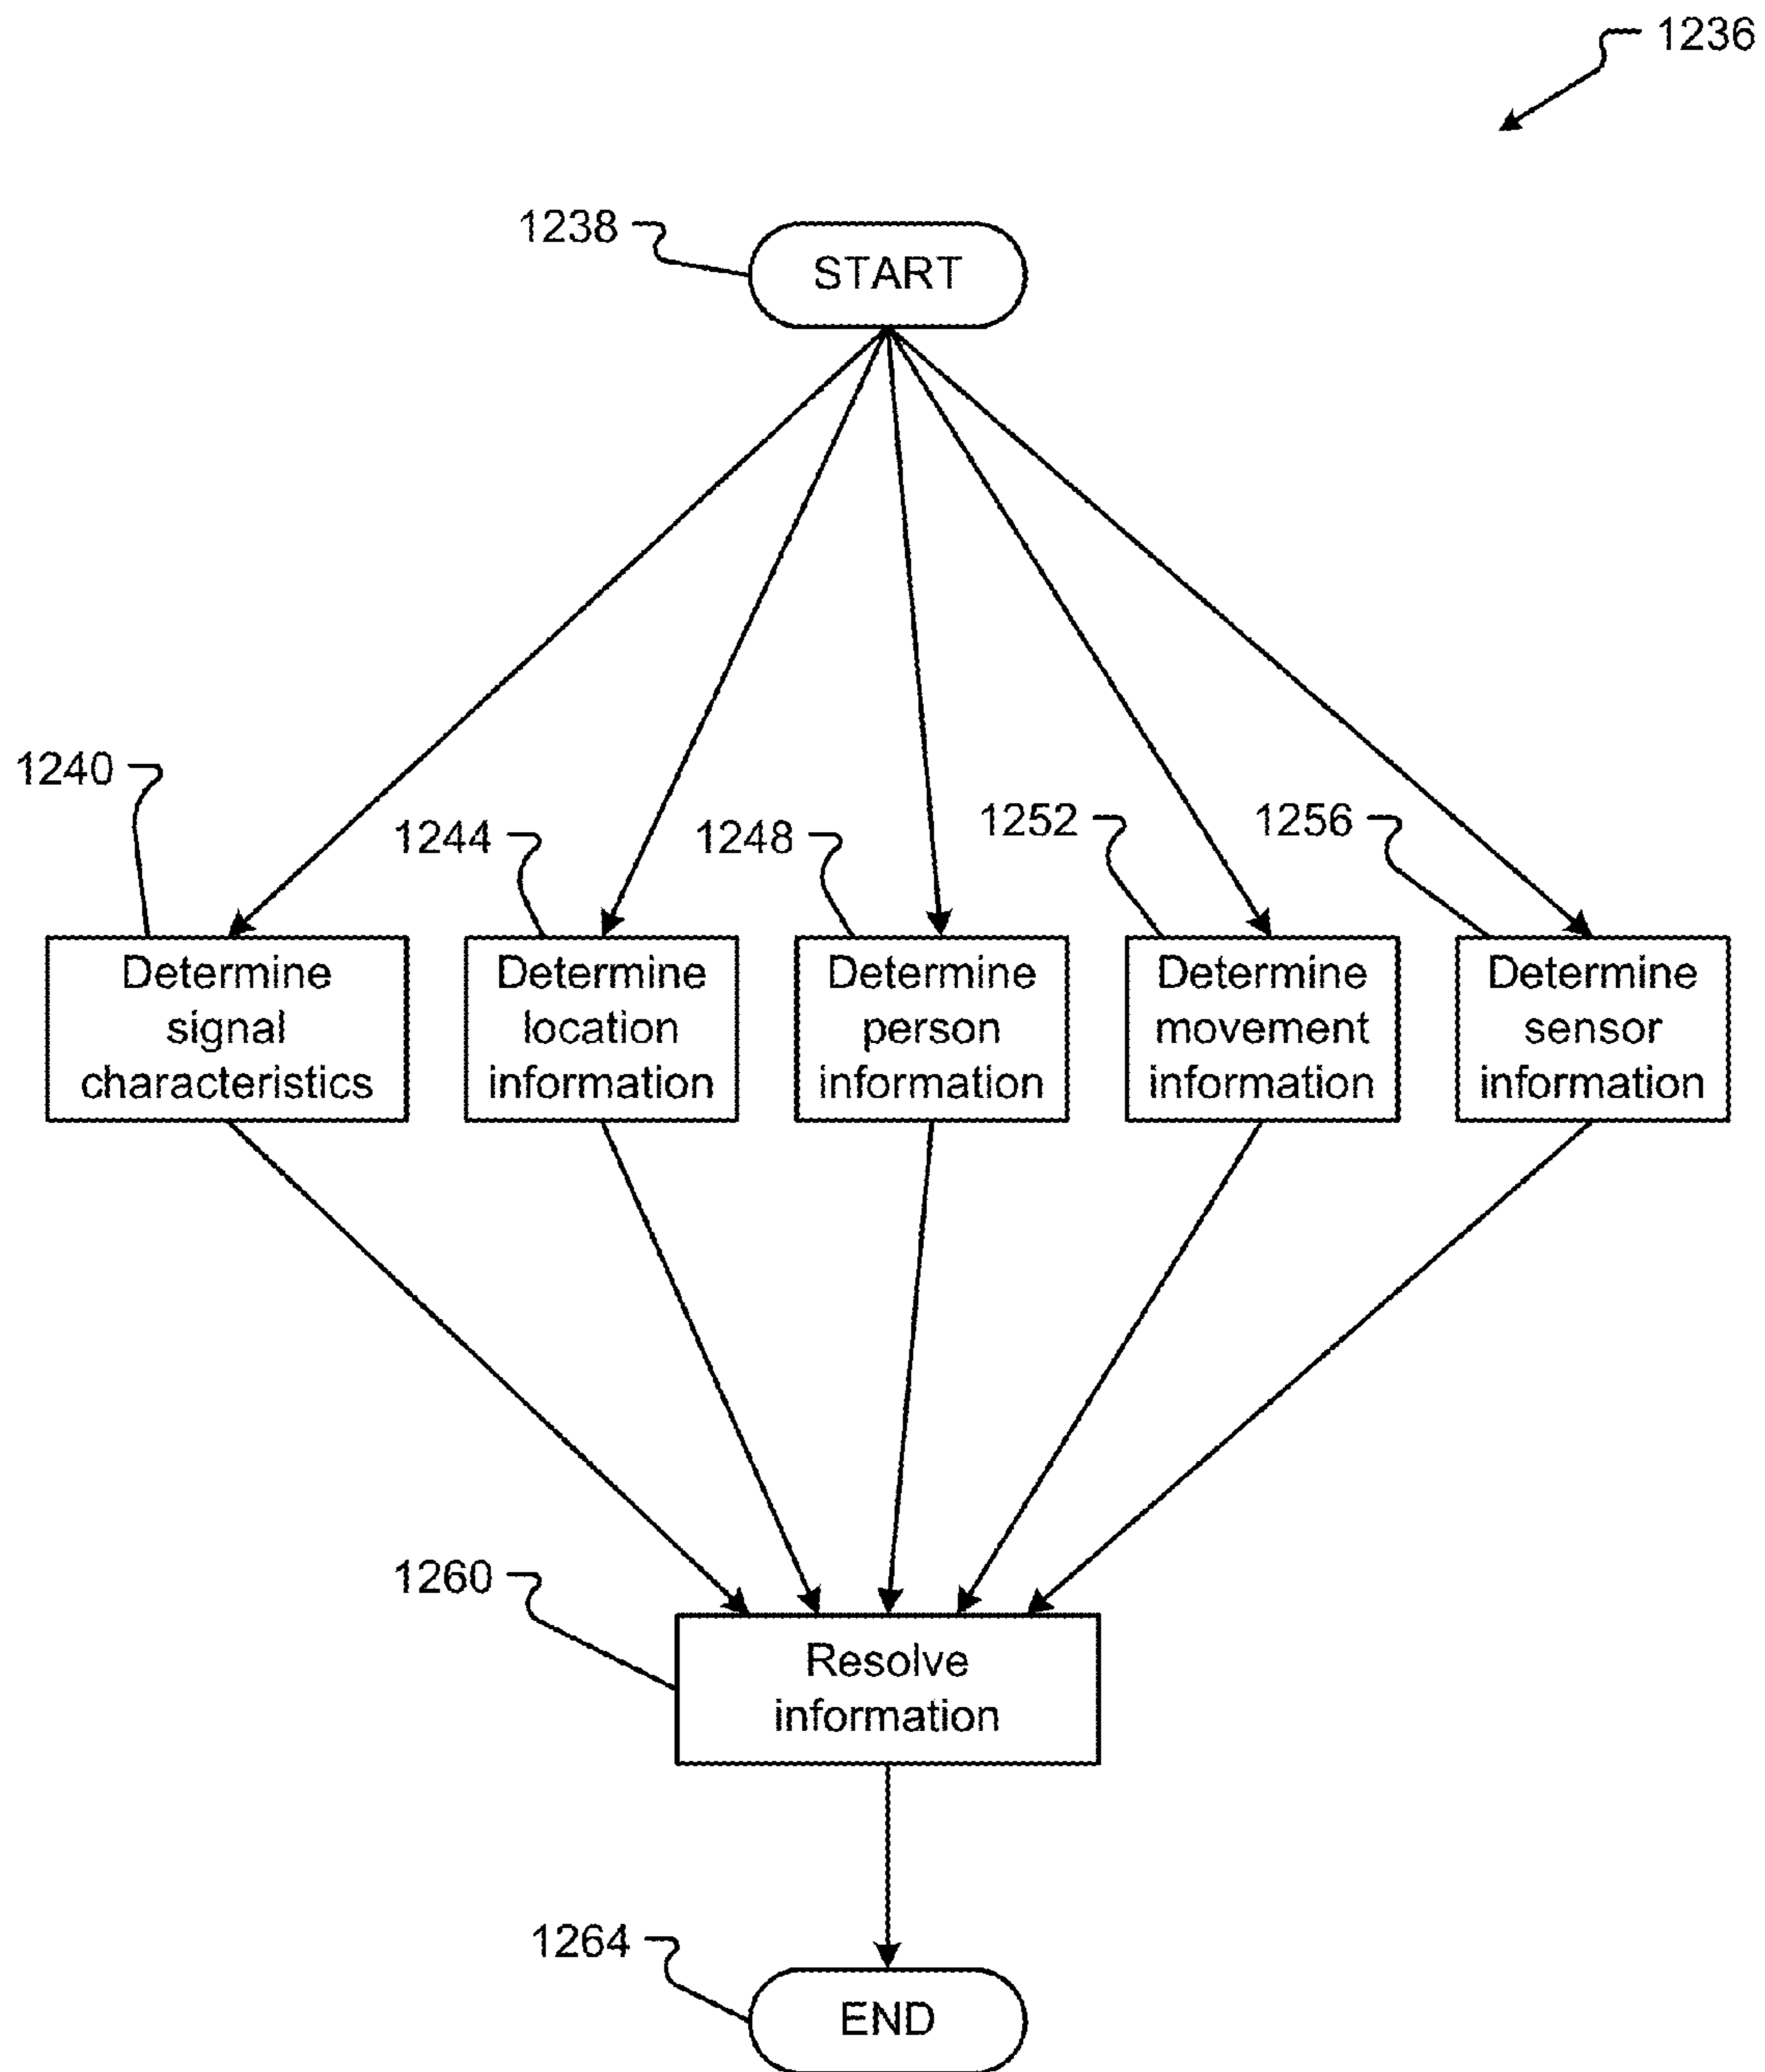 1236
1238
START
1240
1244
1248
1252
1256
Determine
signal
characteristics
Determine
location
information
Determine
person
information
Determine
movement
information
Determine
sensor
information
1260
Resolve
information
1264
END